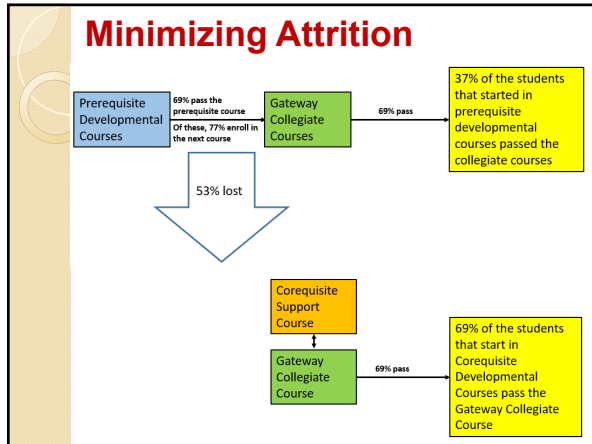 Minimizing Attrition
Prerequisite
Developmental
Courses
69% pass the
prerequisite course
Of these, 77% enroll in
the next course
Gateway
Collegiate
Courses
69% pass
37% of the students
that started in
prerequisite
developmental
courses passed the
collegiate courses
53% lost
Corequisite
Support
Course
Gateway
Collegiate
Course
69% pass
69% of the students
that start in
Corequisite
Developmental
Courses pass the
Gateway Collegiate
Course